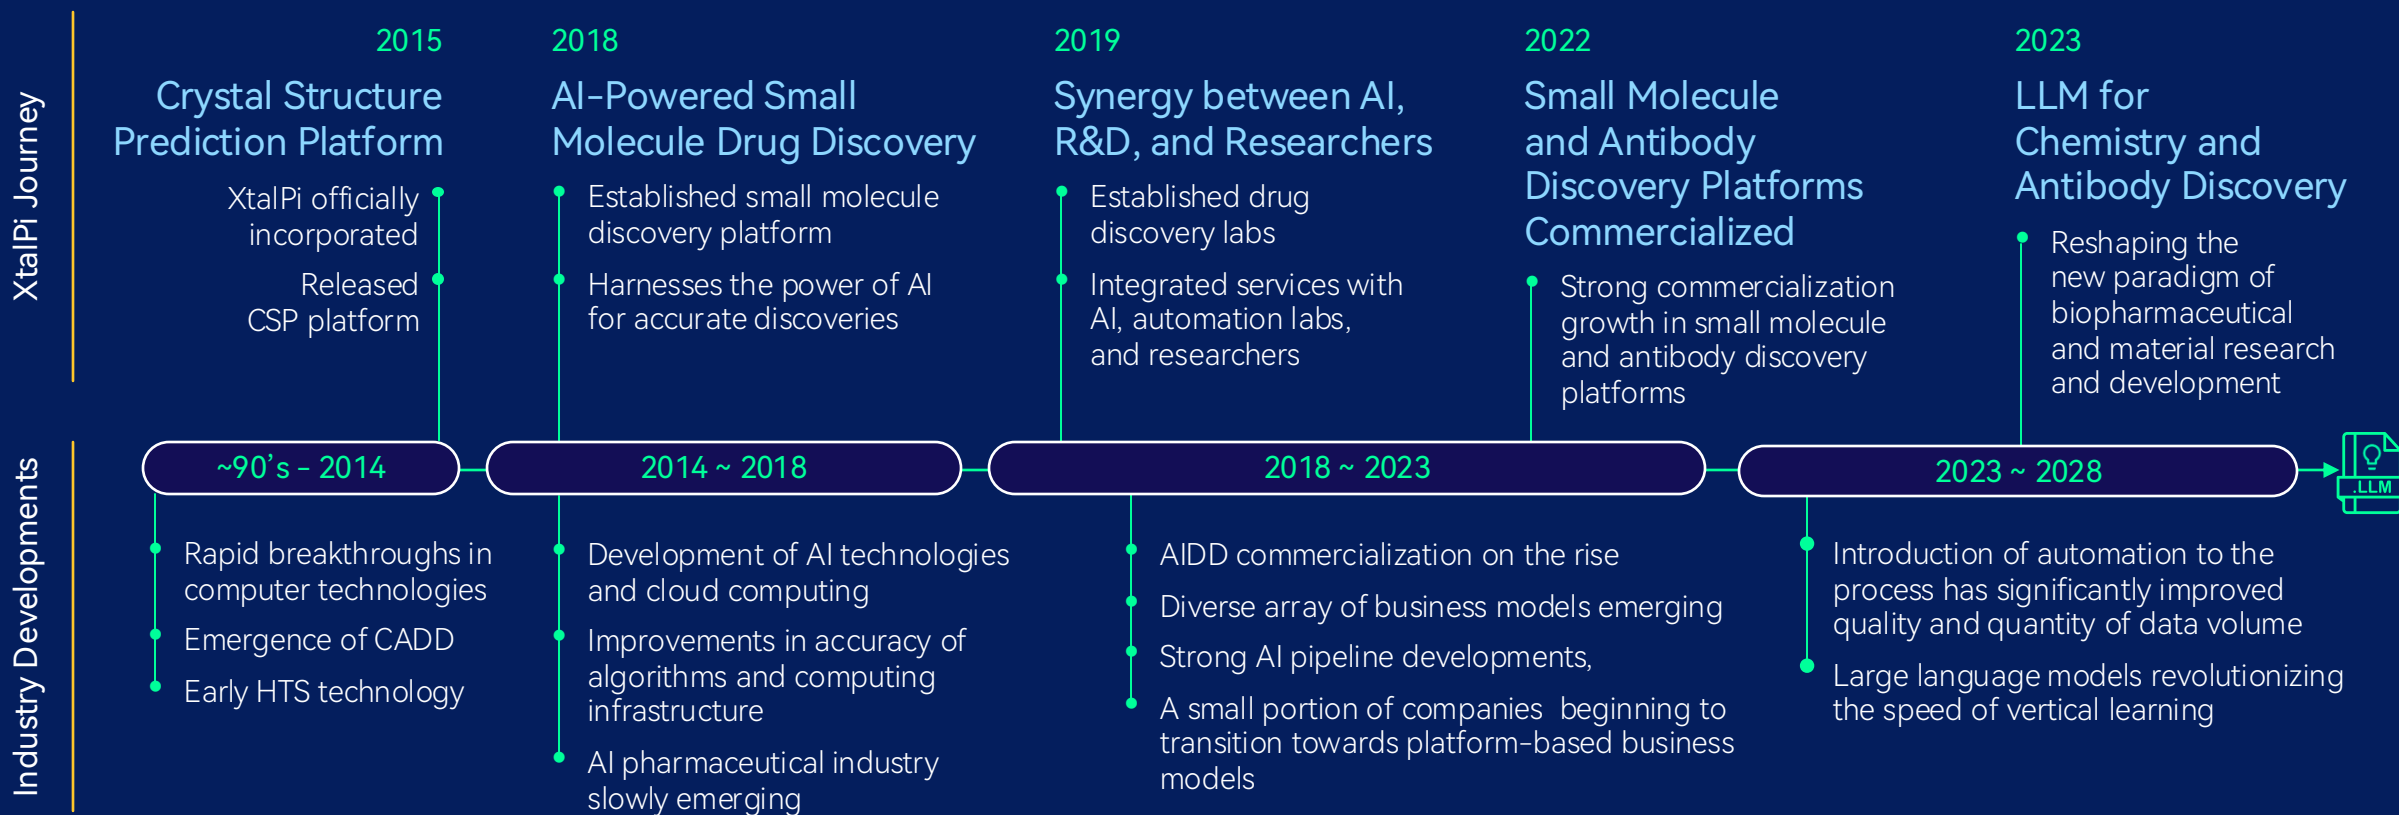 XtalPi Journey
2015
Crystal Structure
Prediction Platform
XtalPi officially
incorporated
Released
CSP platform
2018
AI-Powered Small
Molecule Drug Discovery
Established small molecule
discovery platform
Harnesses the power of AI
for accurate discoveries
2019
Synergy between AI,
R&D, and Researchers
Established drug
discovery labs
Integrated services with
AI, automation labs,
and researchers
2022
Small Molecule
and Antibody
Discovery Platforms
Commercialized
Strong commercialization
growth in small molecule
and antibody discovery
platforms
2023
LLM for
Chemistry and
Antibody Discovery
Reshaping the
new paradigm of
biopharmaceutical
and material research
and development
Industry Developments
~90's - 2014
Rapid breakthroughs in
computer technologies
Emergence of CADD
Early HTS technology
2014 ~ 2018
Development of AI technologies
and cloud computing
Improvements in accuracy of
algorithms and computing
infrastructure
AI pharmaceutical industry
slowly emerging
2018 ~ 2023
AIDD commercialization on the rise
Diverse array of business models emerging
Strong AI pipeline developments,
A small portion of companies  beginning to
transition towards platform-based business
models
2023 ~ 2028
Introduction of automation to the
process has significantly improved
quality and quantity of data volume
Large language models revolutionizing
the speed of vertical learning
.LLM